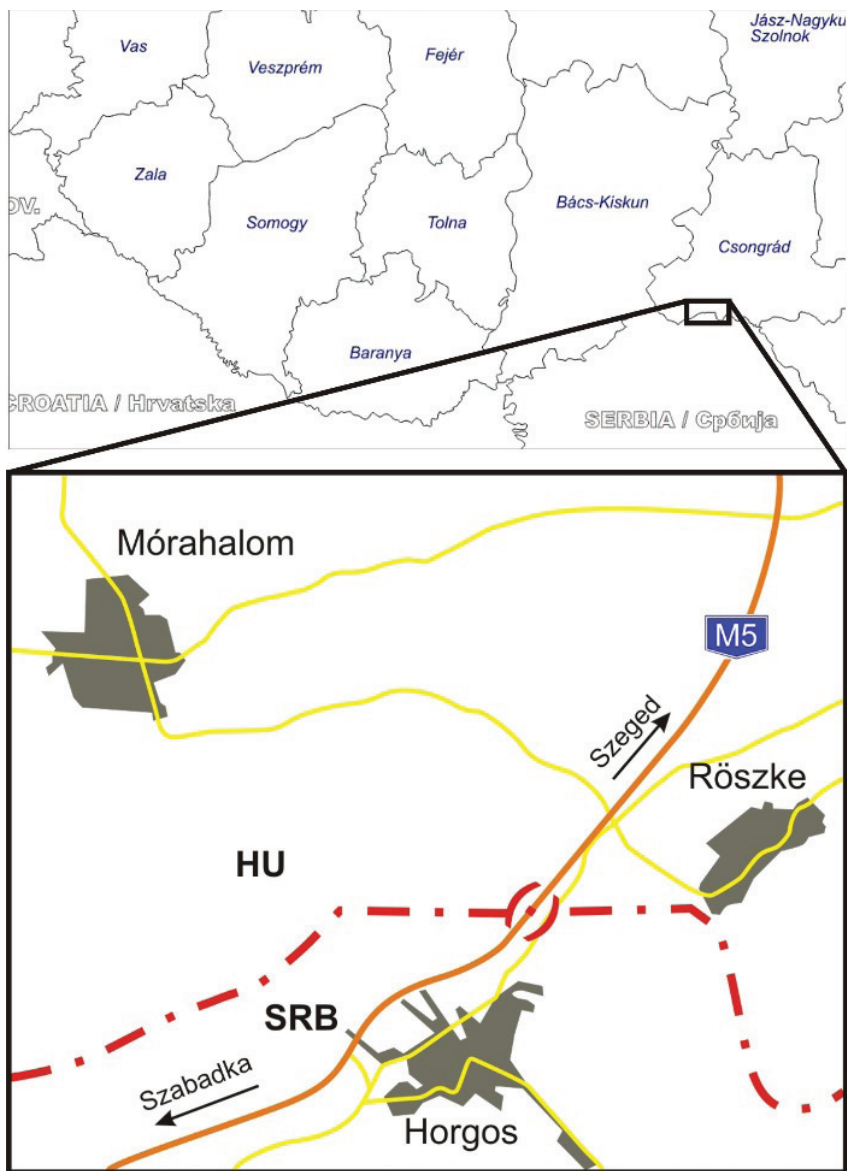 Vas
Veszprém
Fejér
Jász-Nagyku
Szolnok
Zala
OV.
Somogy
Tolna
Bács-Kiskun
Csongrád
Baranya
CROATIA / Hrvatska
SERBIA / Србија
Mórahalom
M5
Szeged
Röszke
HU
SRB
Szabadka
Horgos